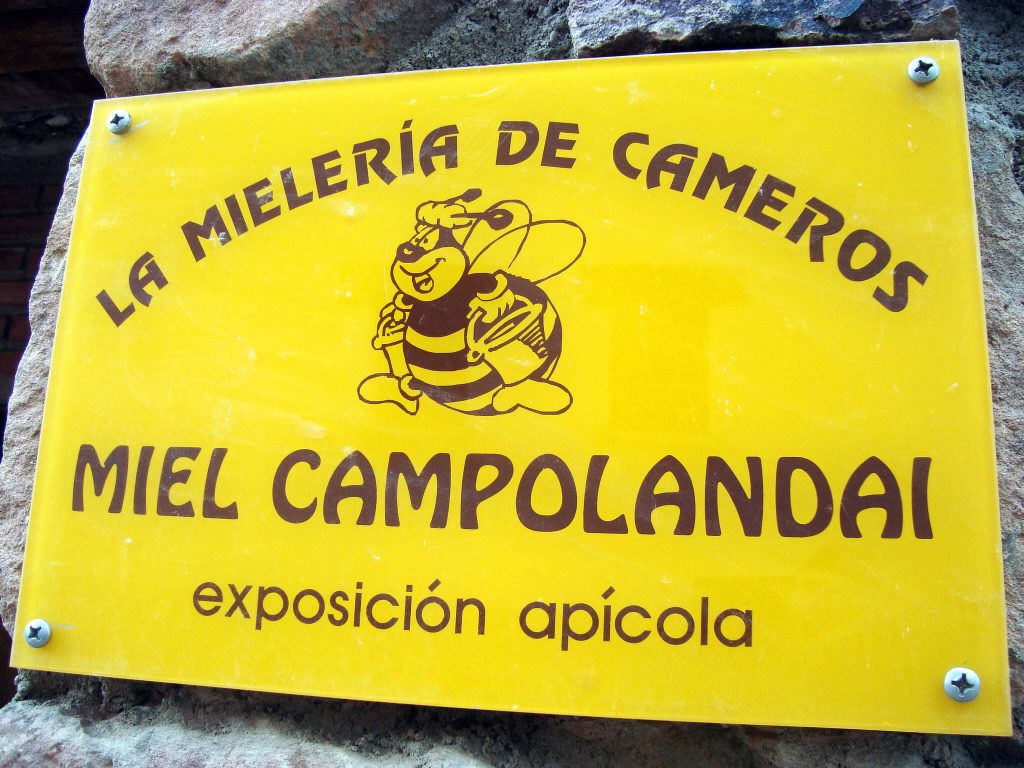 LA MIELERÍA DE CAMEROS
MIEL CAMPOLANDAI
exposición apícola